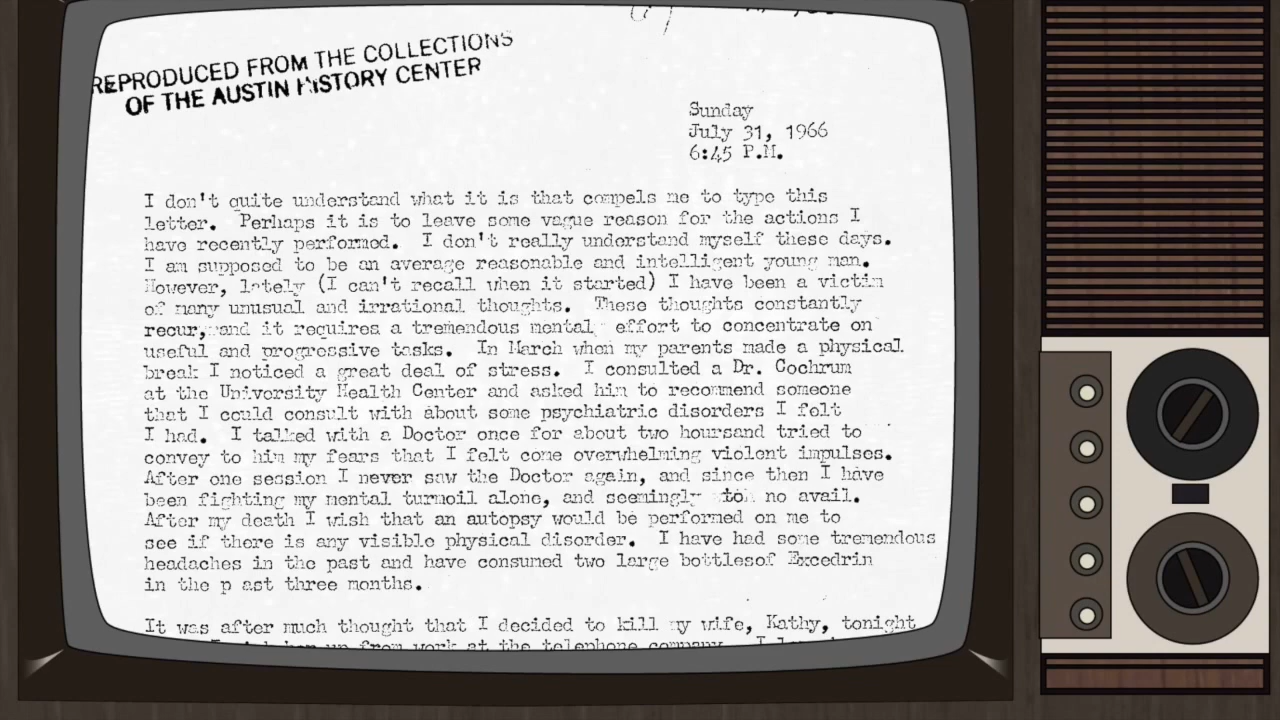 REPRODUCED FROM THE COLLECTIONS
OF THE AUSTIN HISTORY CENTER
Sunday
July 31, 1966
6:45 P.M.
I don't quite understand what it is that compels me to type this
letter. Perhaps it is to leave some vague reason for the actions I
have recently performed. I don't really understand myself these days.
I am supposed to be an average reasonable and intelligent young man.
However, lately (I can't recall when it started) I have been a victim
of many unusual and irrational thoughts. These thoughts constantly
recur, and it requires a tremendous mental effort to concentrate on
useful and progressive tasks. In March when my parents made a physical
break I noticed a great deal of stress. I consulted a Dr. Cochrum
at the University Health Center and asked him to recommend someone
that I could consult with about some psychiatric disorders I felt
I had. I talked with a Doctor once for about two hoursand tried to
convey to him my fears that I felt come overwhelming violent impulses.
After one session I never saw the Doctor again, and since then I have
been fighting my mental turmoil alone, and seemingly to no avail.
After my death I wish that an autopsy would be performed on me to
see if there is any visible physical disorder. I have had some tremendous
headaches in the past and have consumed two large bottlesof Excedrin
in the p ast three months.
It was after much thought that I decided to kill my wife, Kathy, tonight
up from work at the telephone company.